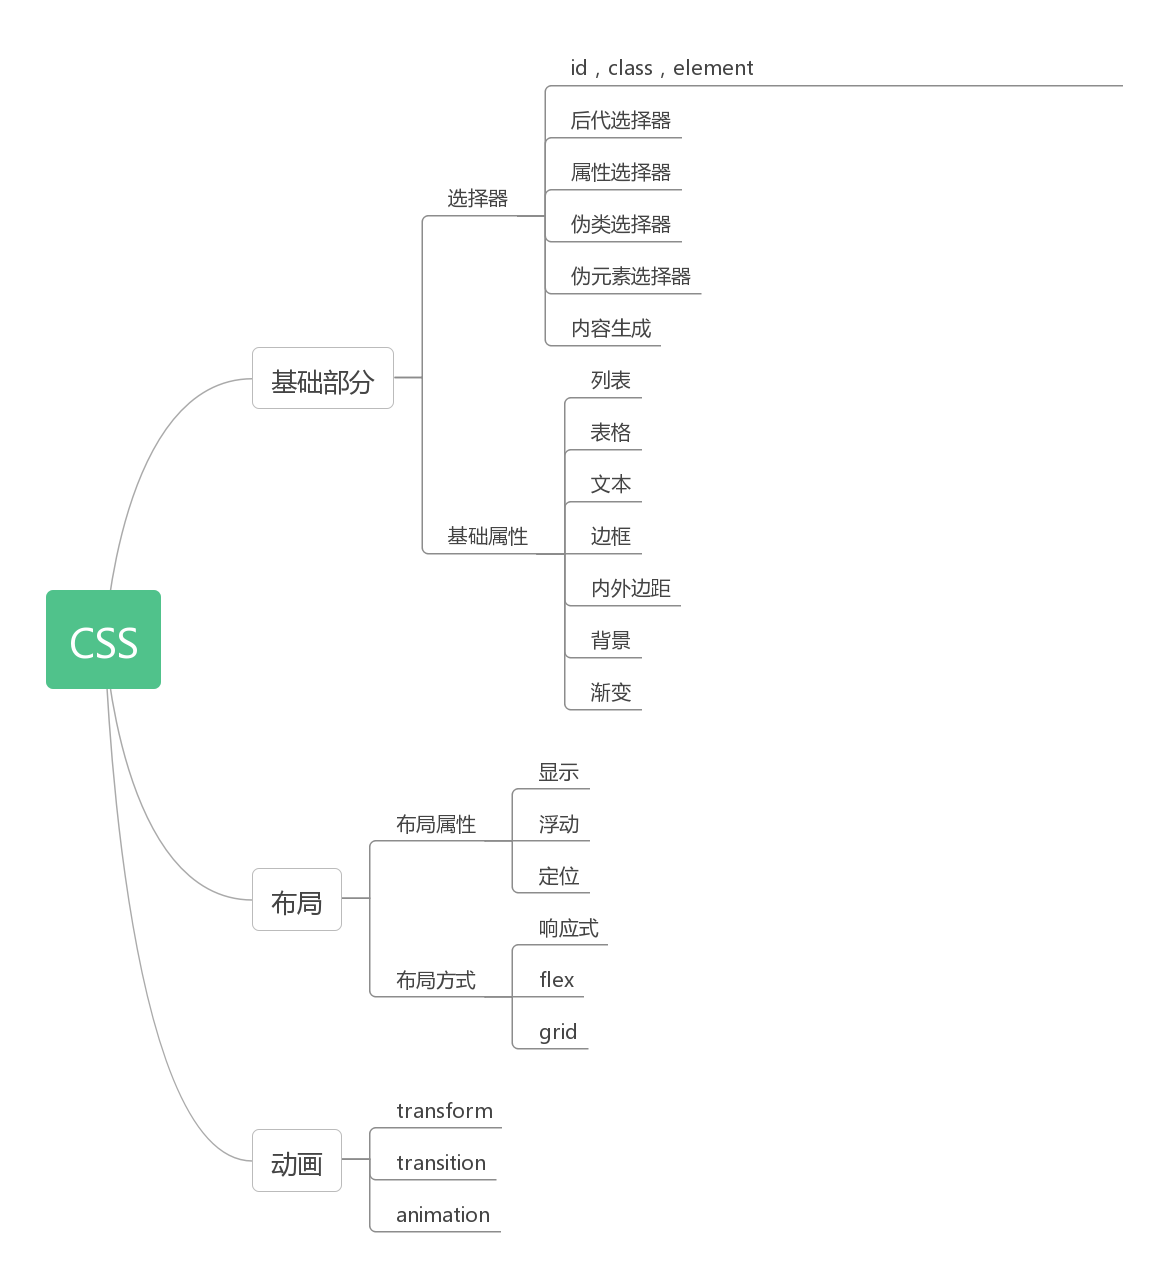 CSS
基础部分
选择器
id，class，element
后代选择器
属性选择器
伪类选择器
伪元素选择器
内容生成
基础属性
列表
表格
文本
边框
内外边距
背景
渐变
布局
布局属性
显示
浮动
定位
布局方式
响应式
flex
grid
动画
transform
transition
animation